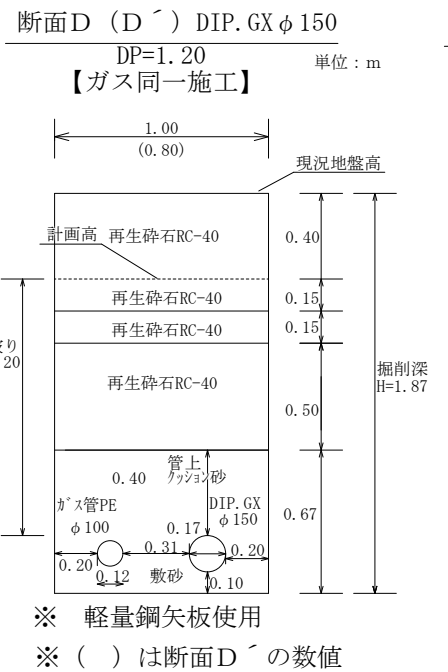 断面D（D´）DIP.GXφ150
DP=1.20
【ガス同一施工】
単位：m
1.00
(0.80)
現況地盤高
計画高 再生砕石RC-40
0.40
再生砕石RC-40
0.15
再生砕石RC-40
0.15
り
20
再生砕石RC-40
掘削深
H=1.87
0.50
管上
0.40 クッション砂
ガス管PE
φ100
DIP.GX
φ150
0.67
0.17
0.31
0.20
0.20
0.12
敷砂
0.10
※ 軽量鋼矢板使用
※（ ）は断面D´の数値